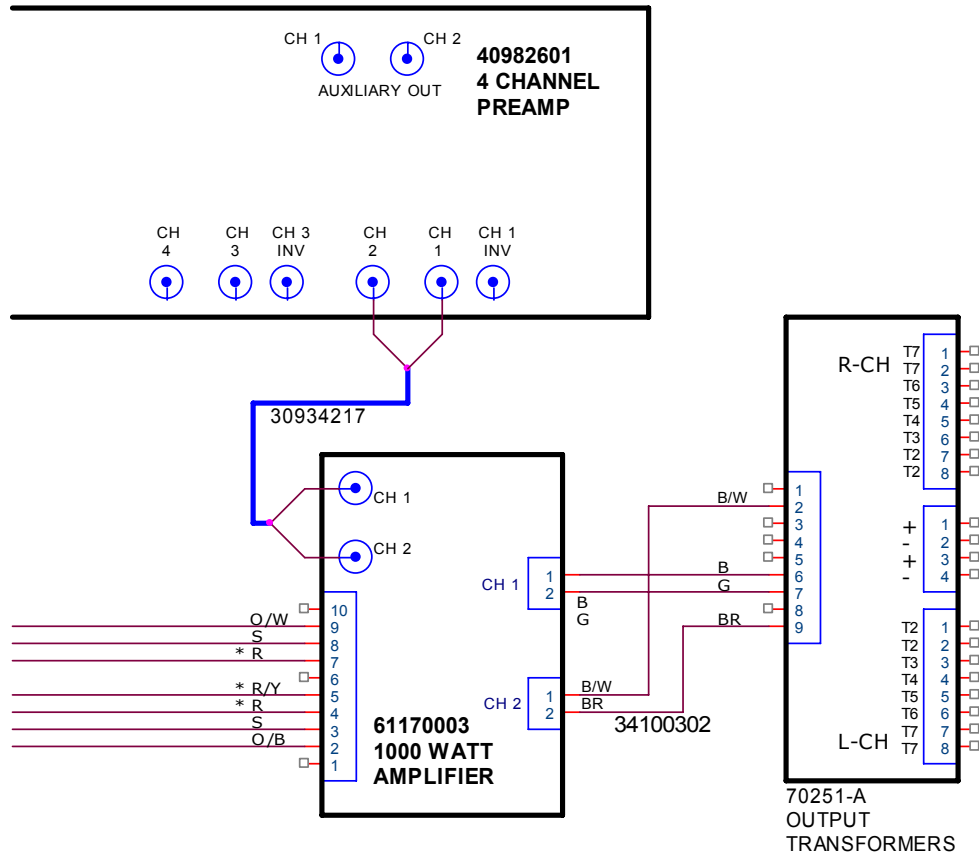 CH 1
CH 2
AUXILIARY OUT
40982601
4 CHANNEL
PREAMP
CH
4
CH
3
CH 3
INV
CH
2
CH
1
CH 1
INV
30934217
CH 1
CH 2
10
9
8
7
6
5
4
3
2
1
O/W
S
* R
* R/Y
* R
S
O/B
61170003
1000 WATT
AMPLIFIER
CH 1
1
2
B
G
CH 2
1
2
B/W
BR
34100302
B/W
B
G
BR
1
2
3
4
5
6
7
8
9
R-CH
T7 1
T7 2
T6 3
T5 4
T4 5
T3 6
T2 7
T2 8
+ 1
- 2
+ 3
- 4
T2 1
T2 2
T3 3
T4 4
T5 5
T6 6
T7 7
T7 8
L-CH
70251-A
OUTPUT
TRANSFORMERS